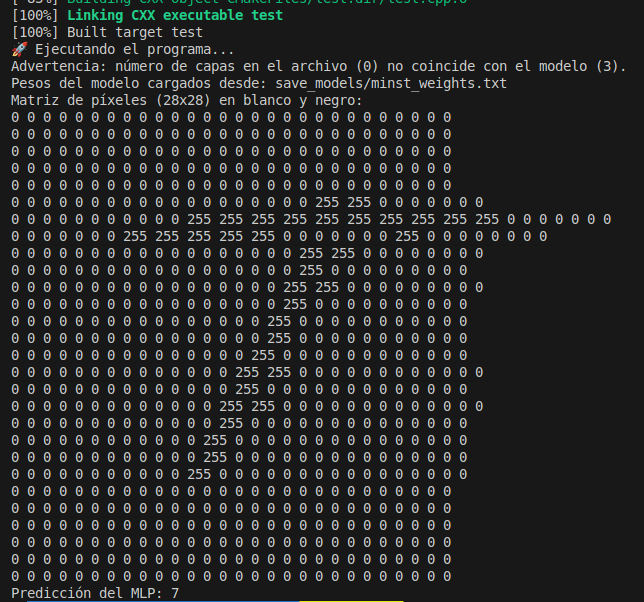 Building CXX object CMakeFiles/test.dir/test.cpp.o
[100%] Linking CXX executable test
[100%] Built target test
🚀 Ejecutando el programa...
Advertencia: número de capas en el archivo (0) no coincide con el modelo (3).
Pesos del modelo cargados desde: save_models/minst_weights.txt
Matriz de píxeles (28x28) en blanco y negro:
0 0 0 0 0 0 0 0 0 0 0 0 0 0 0 0 0 0 0 0 0 0 0 0 0 0 0 0
0 0 0 0 0 0 0 0 0 0 0 0 0 0 0 0 0 0 0 0 0 0 0 0 0 0 0 0
0 0 0 0 0 0 0 0 0 0 0 0 0 0 0 0 0 0 0 0 0 0 0 0 0 0 0 0
0 0 0 0 0 0 0 0 0 0 0 0 0 0 0 0 0 0 0 0 0 0 0 0 0 0 0 0
0 0 0 0 0 0 0 0 0 0 0 0 0 0 0 0 0 0 0 0 0 0 0 0 0 0 0 0
0 0 0 0 0 0 0 0 0 0 0 0 0 0 0 0 0 0 0 255 255 0 0 0 0 0 0 0
0 0 0 0 0 0 0 0 0 0 0 255 255 255 255 255 255 255 255 255 255 0 0 0 0 0 0 0
0 0 0 0 0 0 0 255 255 255 255 255 0 0 0 0 0 0 0 255 0 0 0 0 0 0 0 0
0 0 0 0 0 0 0 0 0 0 0 0 0 0 0 0 0 0 255 255 0 0 0 0 0 0 0 0
0 0 0 0 0 0 0 0 0 0 0 0 0 0 0 0 0 0 255 0 0 0 0 0 0 0 0 0
0 0 0 0 0 0 0 0 0 0 0 0 0 0 0 0 0 255 255 0 0 0 0 0 0 0 0 0
0 0 0 0 0 0 0 0 0 0 0 0 0 0 0 0 0 255 0 0 0 0 0 0 0 0 0 0
0 0 0 0 0 0 0 0 0 0 0 0 0 0 0 0 255 0 0 0 0 0 0 0 0 0 0 0
0 0 0 0 0 0 0 0 0 0 0 0 0 0 0 0 255 0 0 0 0 0 0 0 0 0 0 0
0 0 0 0 0 0 0 0 0 0 0 0 0 0 0 255 0 0 0 0 0 0 0 0 0 0 0 0
0 0 0 0 0 0 0 0 0 0 0 0 0 0 255 255 0 0 0 0 0 0 0 0 0 0 0 0
0 0 0 0 0 0 0 0 0 0 0 0 0 0 255 0 0 0 0 0 0 0 0 0 0 0 0 0
0 0 0 0 0 0 0 0 0 0 0 0 0 255 255 0 0 0 0 0 0 0 0 0 0 0 0 0
0 0 0 0 0 0 0 0 0 0 0 0 0 255 0 0 0 0 0 0 0 0 0 0 0 0 0 0
0 0 0 0 0 0 0 0 0 0 0 0 255 0 0 0 0 0 0 0 0 0 0 0 0 0 0 0
0 0 0 0 0 0 0 0 0 0 0 0 255 0 0 0 0 0 0 0 0 0 0 0 0 0 0 0
0 0 0 0 0 0 0 0 0 0 0 255 0 0 0 0 0 0 0 0 0 0 0 0 0 0 0 0
0 0 0 0 0 0 0 0 0 0 0 0 0 0 0 0 0 0 0 0 0 0 0 0 0 0 0 0
0 0 0 0 0 0 0 0 0 0 0 0 0 0 0 0 0 0 0 0 0 0 0 0 0 0 0 0
0 0 0 0 0 0 0 0 0 0 0 0 0 0 0 0 0 0 0 0 0 0 0 0 0 0 0 0
0 0 0 0 0 0 0 0 0 0 0 0 0 0 0 0 0 0 0 0 0 0 0 0 0 0 0 0
0 0 0 0 0 0 0 0 0 0 0 0 0 0 0 0 0 0 0 0 0 0 0 0 0 0 0 0
0 0 0 0 0 0 0 0 0 0 0 0 0 0 0 0 0 0 0 0 0 0 0 0 0 0 0 0
Predicción del MLP: 7